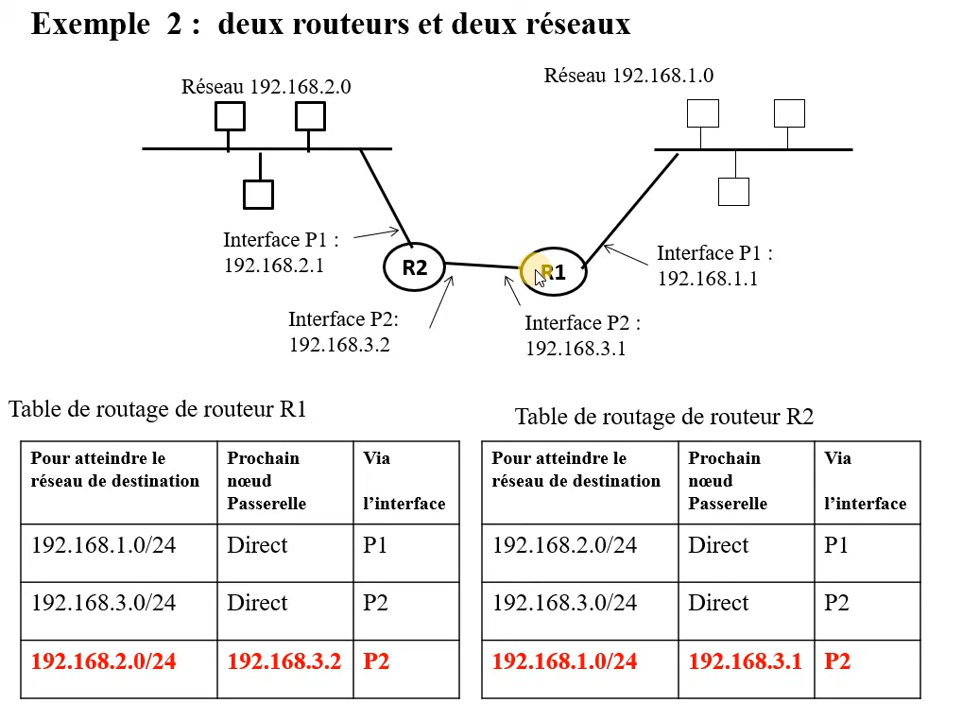 Exemple 2 : deux routeurs et deux réseaux
Réseau 192.168.2.0
Réseau 192.168.1.0
Interface P1 :
192.168.2.1
R2
R1
Interface P1 :
192.168.1.1
Interface P2:
192.168.3.2
Interface P2 :
192.168.3.1
Table de routage de routeur R1
Pour atteindre le réseau de destination | Prochain nœud Passerelle | Via l’interface
192.168.1.0/24 Direct P1
192.168.3.0/24 Direct P2
192.168.2.0/24 192.168.3.2 P2
Table de routage de routeur R2
Pour atteindre le réseau de destination | Prochain nœud Passerelle | Via l’interface
192.168.2.0/24 Direct P1
192.168.3.0/24 Direct P2
192.168.1.0/24 192.168.3.1 P2